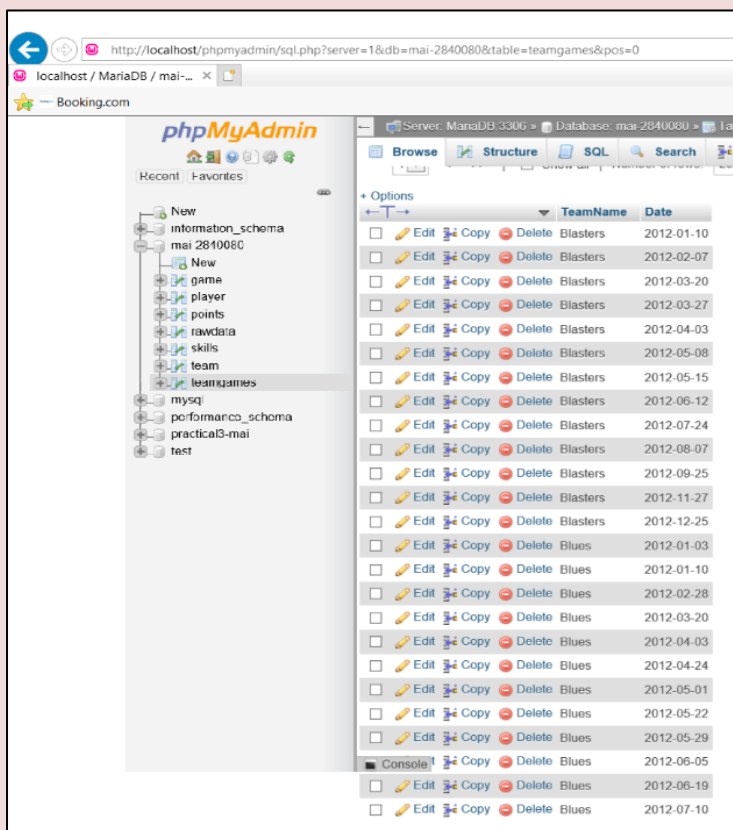 http://localhost/phpmyadmin/sql.php?server=1&db=mai-2840080&table=teamgames&pos=0
localhost / MariaDB / mai-...
Booking.com
phpMyAdmin
Recent Favorites
New
information_schema
mai 2840080
New
game
player
points
rawdata
skills
team
teamgames
mysql
performance_schema
practical3-mai
test
Server: MariaDB:3306 » Database: mai-2840080 » Ta
Browse Structure SQL Search
Show all Number of rows:
+ Options
←T→ TeamName Date
Edit Copy Delete Blasters 2012-01-10
Edit Copy Delete Blasters 2012-02-07
Edit Copy Delete Blasters 2012-03-20
Edit Copy Delete Blasters 2012-03-27
Edit Copy Delete Blasters 2012-04-03
Edit Copy Delete Blasters 2012-05-08
Edit Copy Delete Blasters 2012-05-15
Edit Copy Delete Blasters 2012-06-12
Edit Copy Delete Blasters 2012-07-24
Edit Copy Delete Blasters 2012-08-07
Edit Copy Delete Blasters 2012-09-25
Edit Copy Delete Blasters 2012-11-27
Edit Copy Delete Blasters 2012-12-25
Edit Copy Delete Blues 2012-01-03
Edit Copy Delete Blues 2012-01-10
Edit Copy Delete Blues 2012-02-28
Edit Copy Delete Blues 2012-03-20
Edit Copy Delete Blues 2012-04-03
Edit Copy Delete Blues 2012-04-24
Edit Copy Delete Blues 2012-05-01
Edit Copy Delete Blues 2012-05-22
Edit Copy Delete Blues 2012-05-29
Console t Copy Delete Blues 2012-06-05
Edit Copy Delete Blues 2012-06-19
Edit Copy Delete Blues 2012-07-10